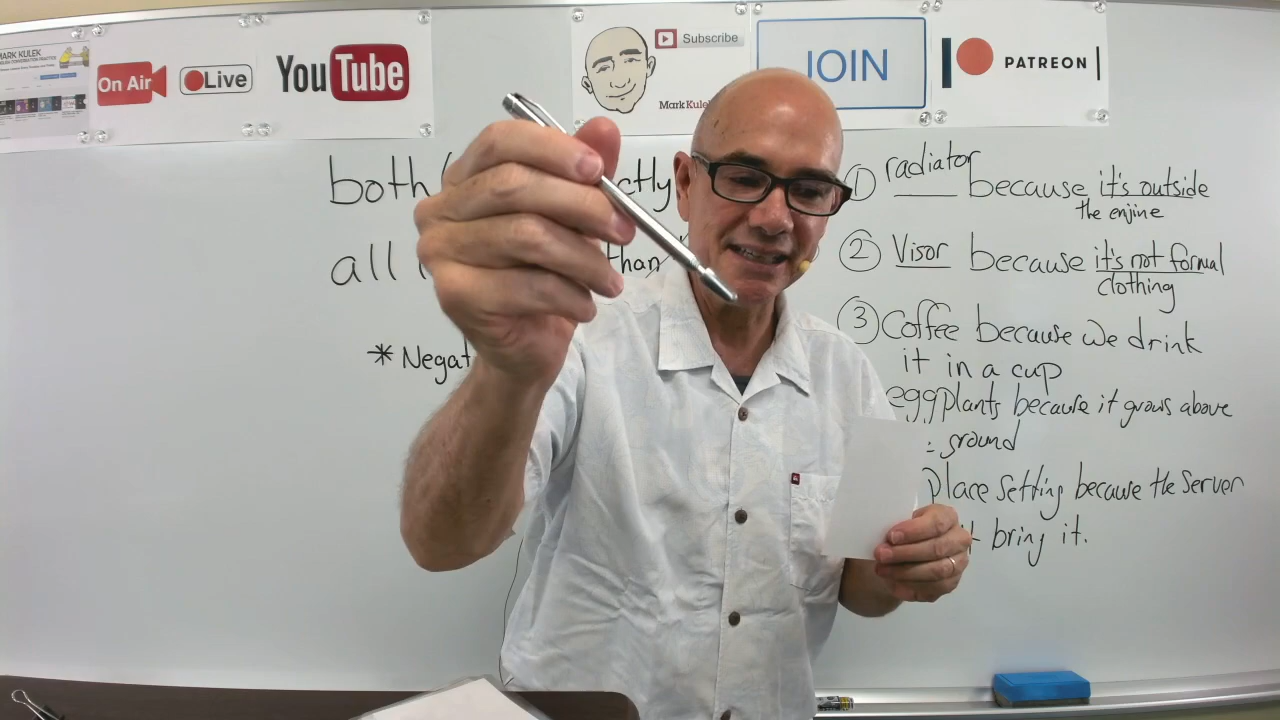 MARK KULEK
On Air
Live
YouTube
Subscribe
Mark Kulek
JOIN
PATREON
both
ctly
all
than
* Negat
① radiator because it's outside
the enjine
② Visor because it's not formal
clothing
③ Coffee because we drink
it in a cup
eggplants because it grows above
ground
place setting because the server
bring it.